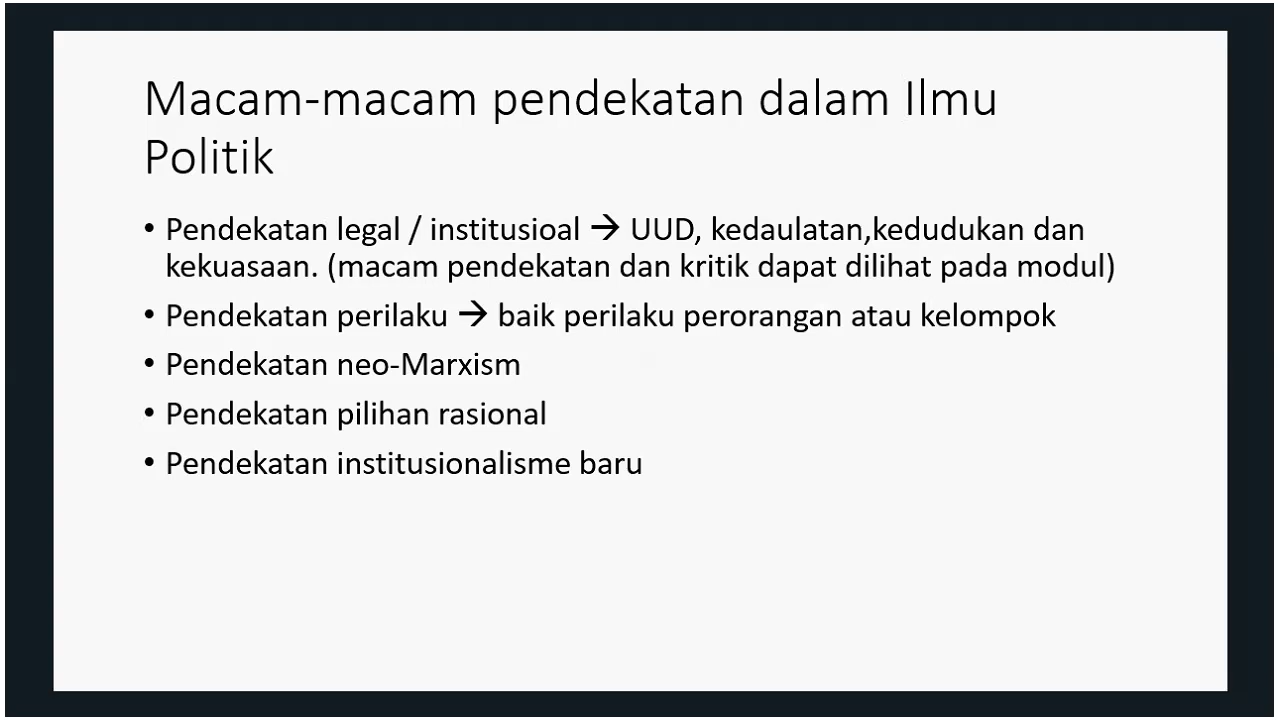 Macam-macam pendekatan dalam Ilmu
Politik
• Pendekatan legal / institusioal → UUD, kedaulatan,kedudukan dan
kekuasaan. (macam pendekatan dan kritik dapat dilihat pada modul)
• Pendekatan perilaku → baik perilaku perorangan atau kelompok
• Pendekatan neo-Marxism
• Pendekatan pilihan rasional
• Pendekatan institusionalisme baru